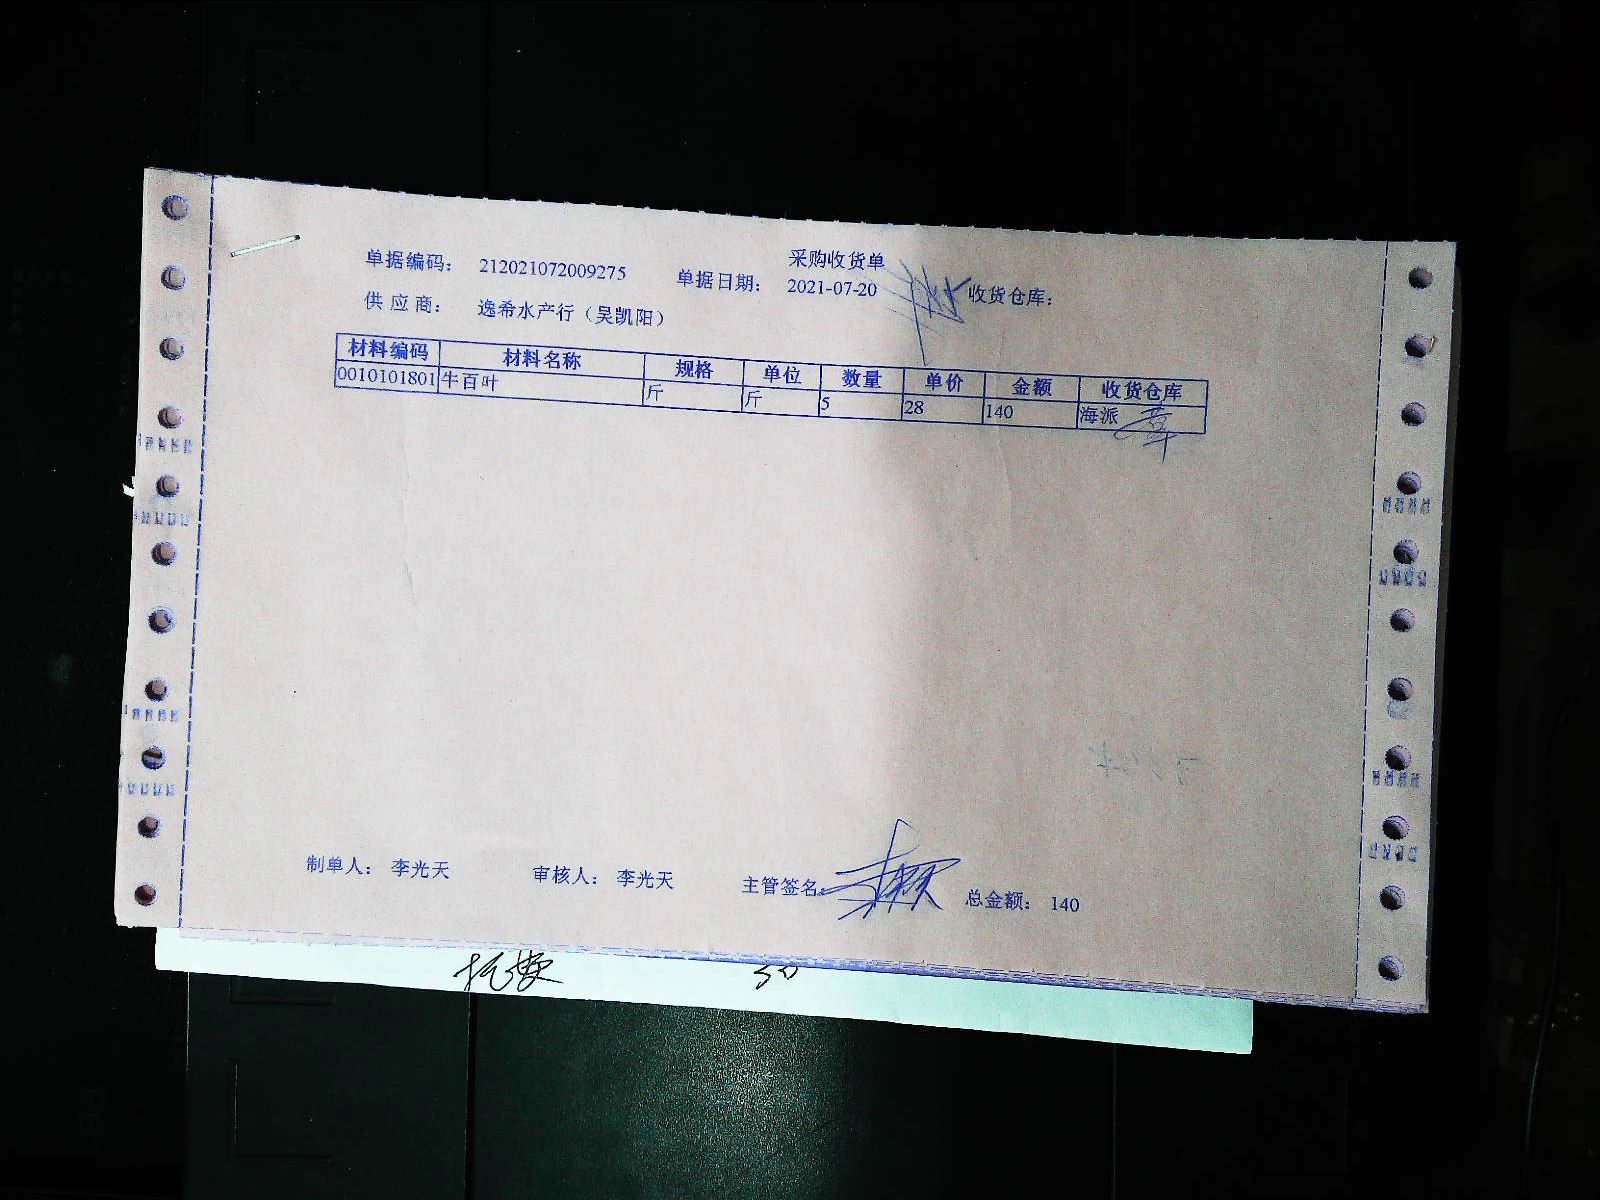 采购收货单
单据编码： 212021072009275 单据日期： 2021-07-20 收货仓库：
供 应 商： 逸希水产行（吴凯阳）
材料编码 材料名称 规格 单位 数量 单价 金额 收货仓库
0010101801 牛百叶 斤 斤 5 28 140 海派
制单人： 李光天 审核人： 李光天 主管签名： 总金额： 140
50